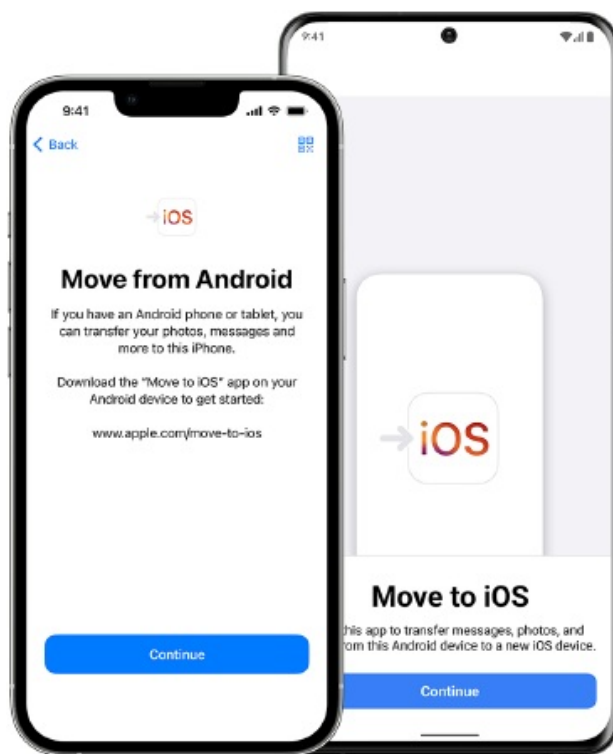 9:41
Back
iOS
Move from Android
If you have an Android phone or tablet, you
can transfer your photos, messages and
more to this iPhone.
Download the “Move to iOS” app on your
Android device to get started:
www.apple.com/move-to-ios
Continue
9:41
iOS
Move to iOS
this app to transfer messages, photos, and
from this Android device to a new iOS device.
Continue